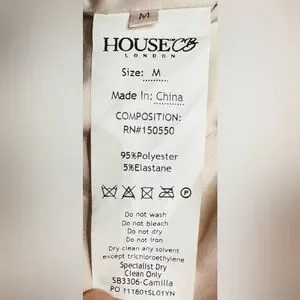 M
HOUSE OF CB
LONDON
Size: M
Made In: China
COMPOSITION:
RN#150550
95%Polyester
5%Elastane
P
Do not wash
Do not bleach
Do not dry
Do not iron
Dry clean any solvent
except trichloroethylene
Specialist Dry
Clean Only
SB3306-Camilla
PO 111801SL01YN